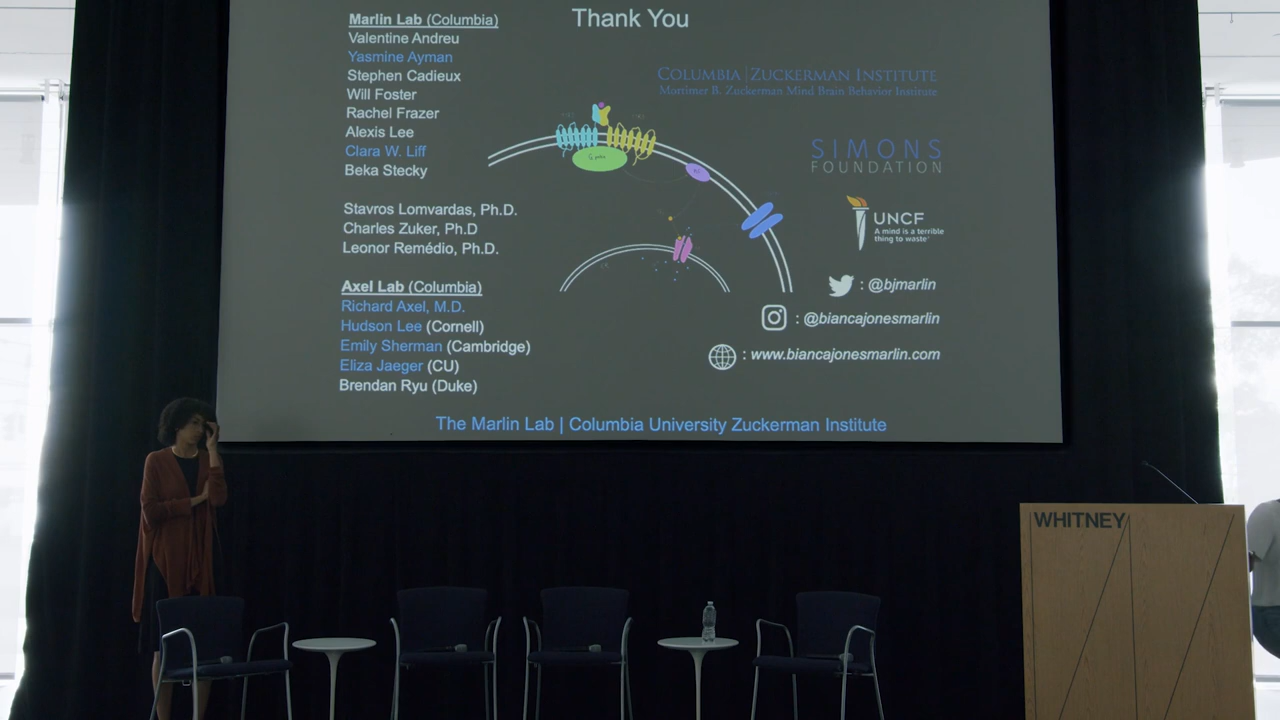 Thank You
Marlin Lab (Columbia)
Valentine Andreu
Yasmine Ayman
Stephen Cadieux
Will Foster
Rachel Frazer
Alexis Lee
Clara W. Liff
Beka Stecky
Stavros Lomvardas, Ph.D.
Charles Zuker, Ph.D
Leonor Remédio, Ph.D.
Axel Lab (Columbia)
Richard Axel, M.D.
Hudson Lee (Cornell)
Emily Sherman (Cambridge)
Eliza Jaeger (CU)
Brendan Ryu (Duke)
COLUMBIA | ZUCKERMAN INSTITUTE
Mortimer B. Zuckerman Mind Brain Behavior Institute
SIMONS
FOUNDATION
UNCF
A mind is a terrible
thing to waste®
: @bjmarlin
: @biancajonesmarlin
: www.biancajonesmarlin.com
The Marlin Lab | Columbia University Zuckerman Institute
WHITNEY